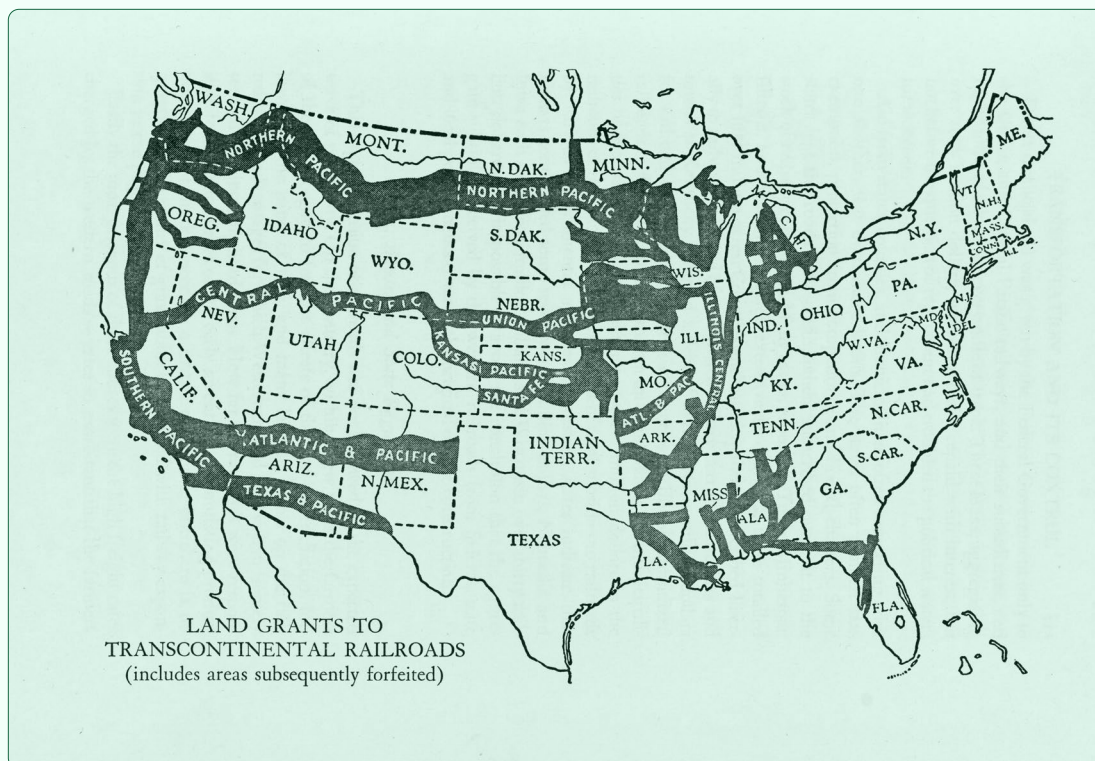 WASH.
MONT.
N.DAK.
MINN.
ME.
NORTHERN PACIFIC
NORTHERN PACIFIC
VT.
N.H.
OREG.
IDAHO
S.DAK.
N.Y.
MASS.
CONN.
R.I.
WYO.
WIS.
PA.
N.J.
CENTRAL PACIFIC
NEV.
NEBR.
UNION PACIFIC
ILLINOIS CENTRAL
ILL.
IND.
OHIO
MD.
DEL.
UTAH
COLO.
KANSAS PACIFIC
KANS.
W.VA.
VA.
SOUTHERN PACIFIC
CALIF.
SANTA FE
MO.
ATL. & PAC
KY.
ATLANTIC & PACIFIC
ARIZ.
N.MEX.
INDIAN
TERR.
ARK.
TENN.
N.CAR.
S.CAR.
TEXAS & PACIFIC
MISS
ALA
GA.
TEXAS
LA.
FLA.
LAND GRANTS TO
TRANSCONTINENTAL RAILROADS
(includes areas subsequently forfeited)